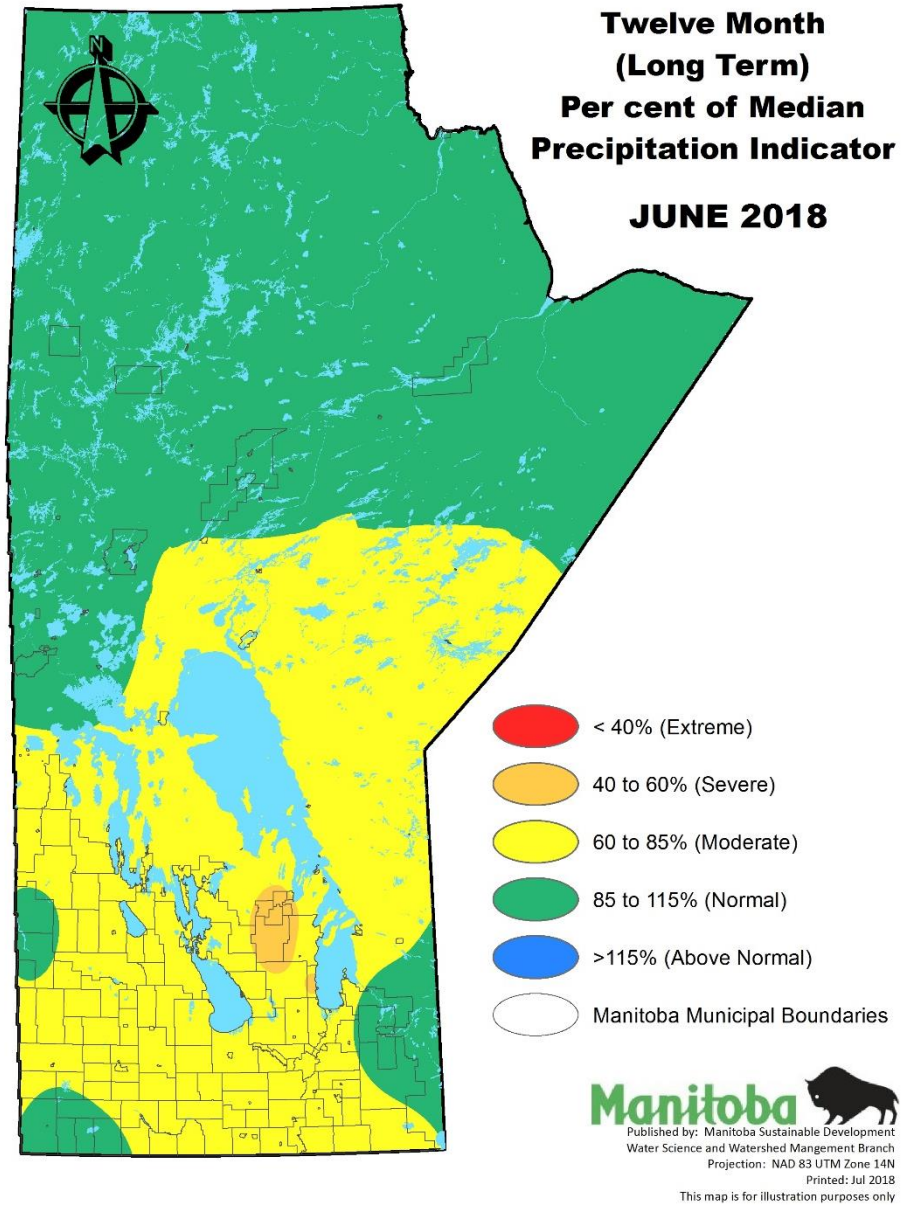 N
Twelve Month
(Long Term)
Per cent of Median
Precipitation Indicator
JUNE 2018
< 40% (Extreme)
40 to 60% (Severe)
60 to 85% (Moderate)
85 to 115% (Normal)
>115% (Above Normal)
Manitoba Municipal Boundaries
Manitoba
Published by: Manitoba Sustainable Development
Water Science and Watershed Mangement Branch
Projection: NAD 83 UTM Zone 14N
Printed: Jul 2018
This map is for illustration purposes only